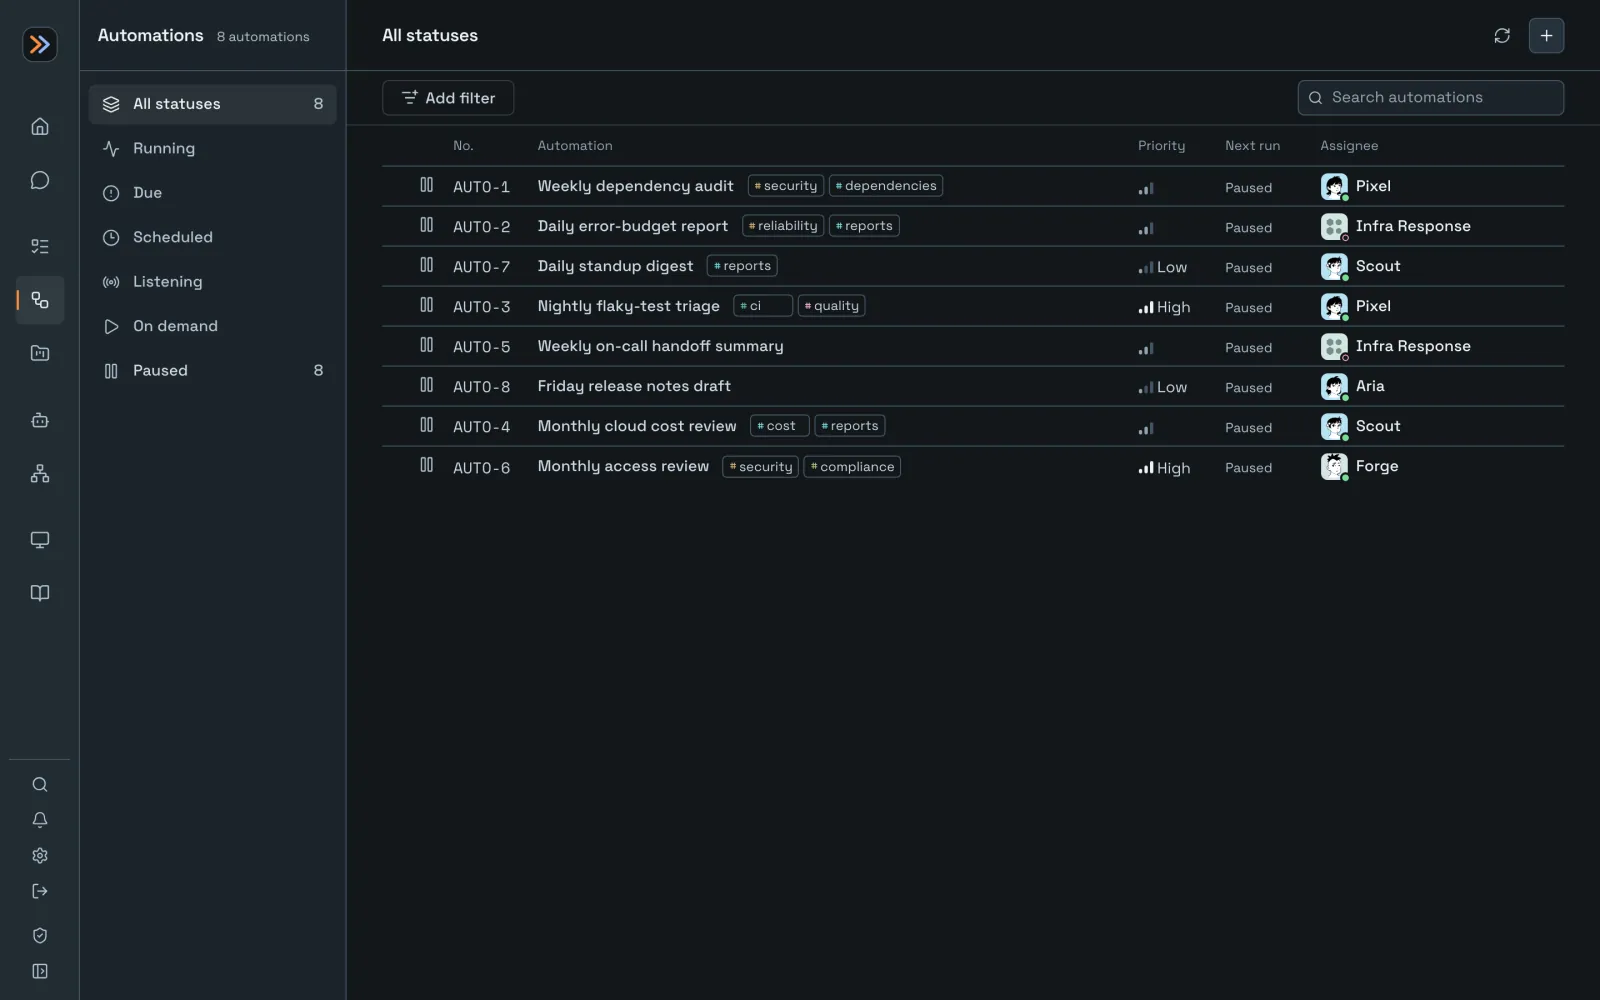 Automations 8 automations
All statuses 8
Running
Due
Scheduled
Listening
On demand
Paused 8
All statuses
Add filter
Search automations
No. Automation Priority Next run Assignee
AUTO-1 Weekly dependency audit #security #dependencies Paused Pixel
AUTO-2 Daily error-budget report #reliability #reports Paused Infra Response
AUTO-7 Daily standup digest #reports Low Paused Scout
AUTO-3 Nightly flaky-test triage #ci #quality High Paused Pixel
AUTO-5 Weekly on-call handoff summary Paused Infra Response
AUTO-8 Friday release notes draft Low Paused Aria
AUTO-4 Monthly cloud cost review #cost #reports Paused Scout
AUTO-6 Monthly access review #security #compliance High Paused Forge